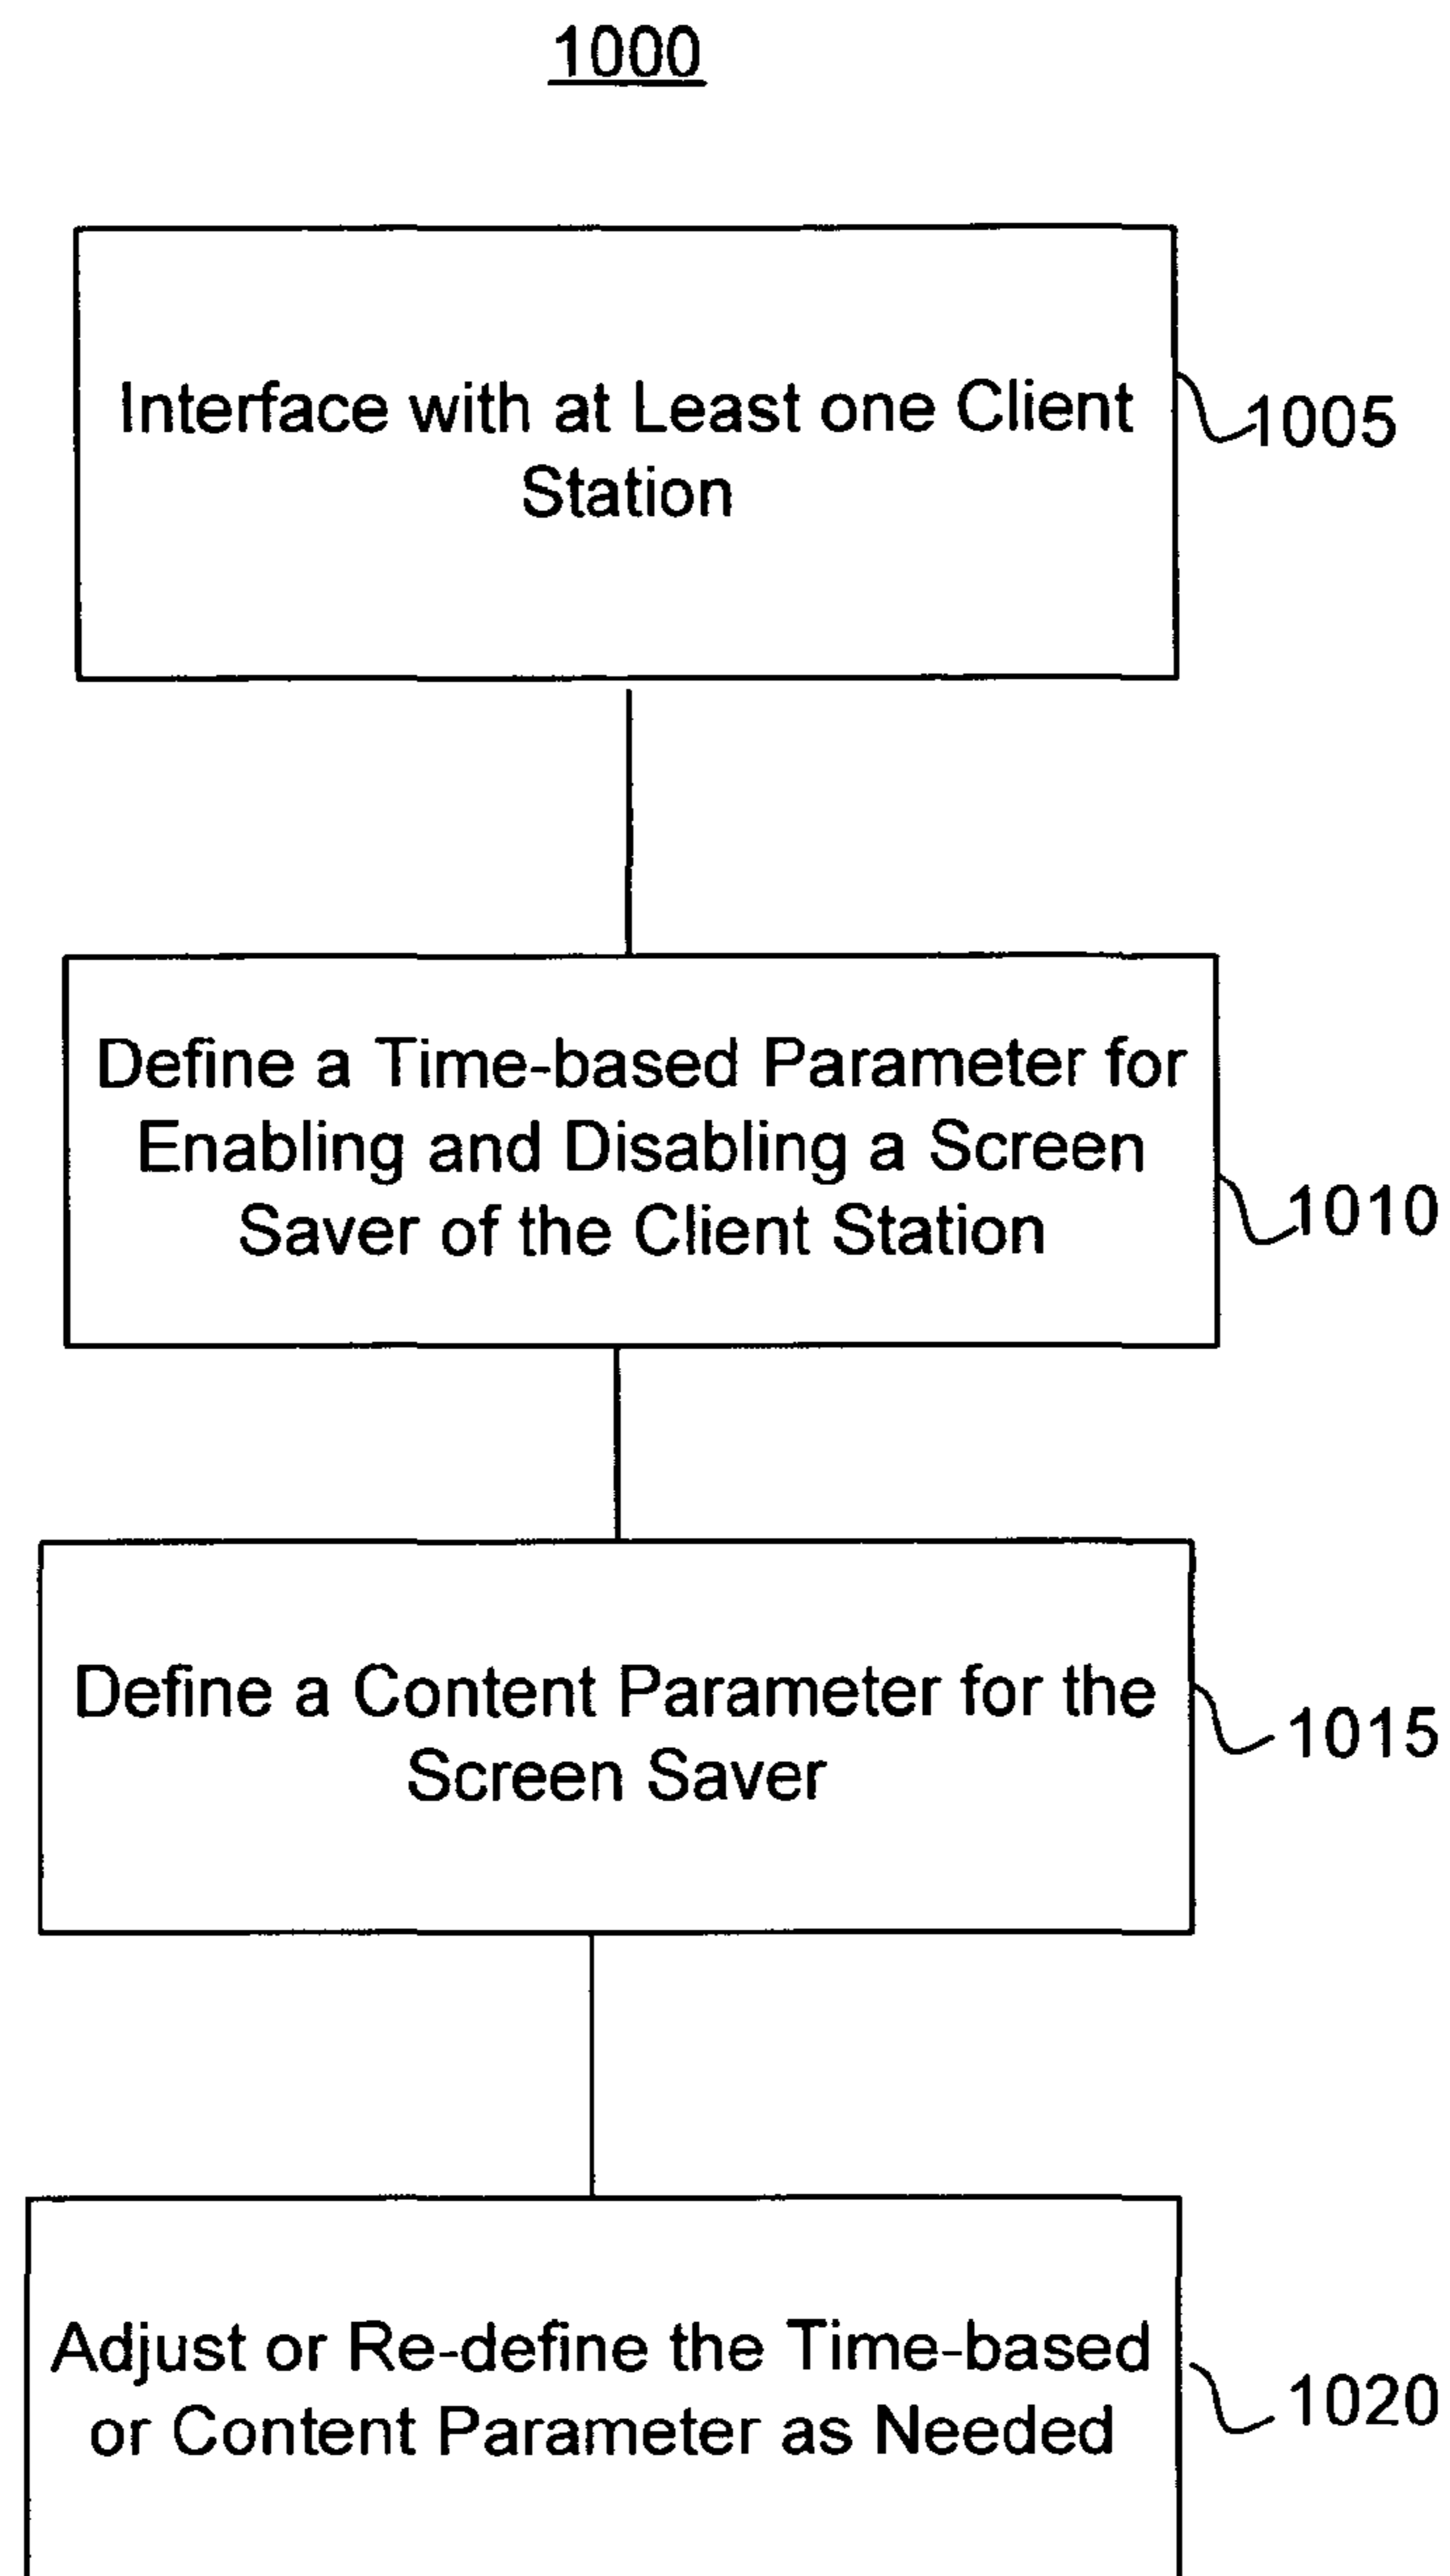 1000
Interface with at Least one Client
Station
1005
Define a Time-based Parameter for
Enabling and Disabling a Screen
Saver of the Client Station
1010
Define a Content Parameter for the
Screen Saver
1015
Adjust or Re-define the Time-based
or Content Parameter as Needed
1020